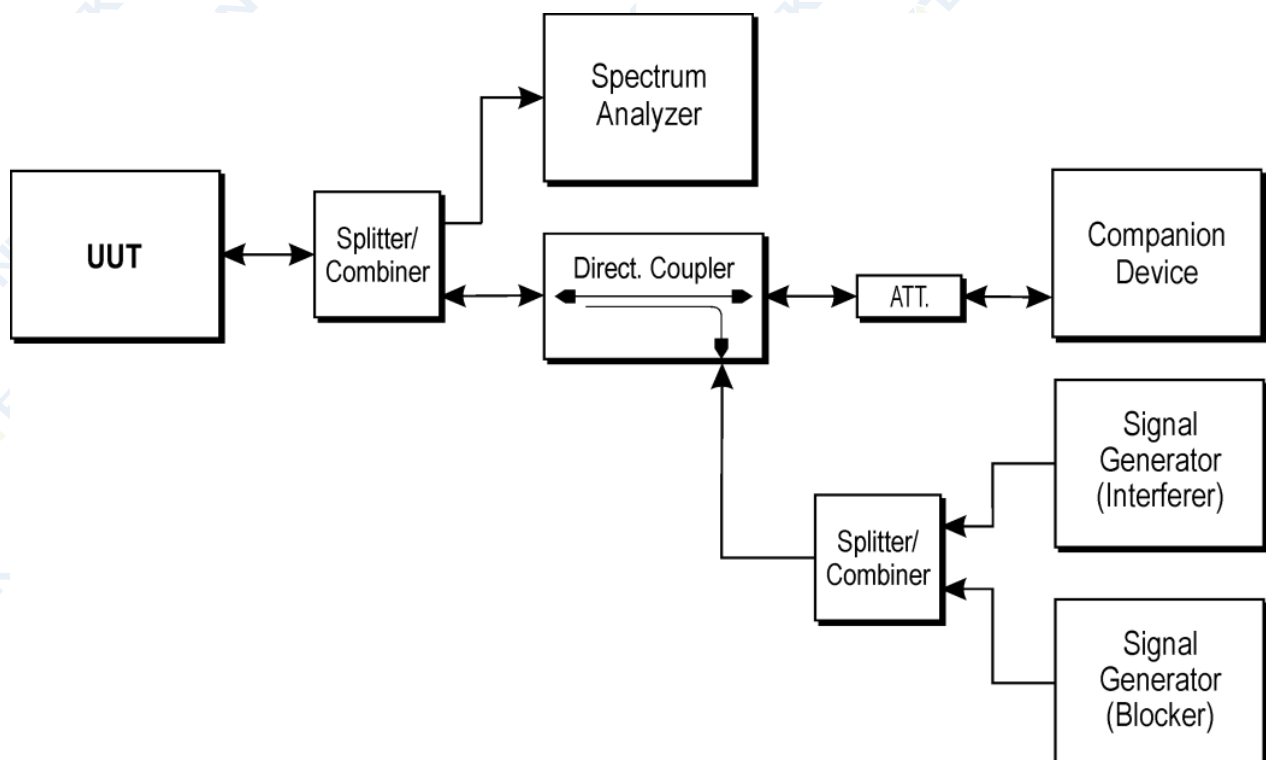 Spectrum
Analyzer
UUT
Splitter/
Combiner
Direct. Coupler
ATT.
Companion
Device
Signal
Generator
(Interferer)
Splitter/
Combiner
Signal
Generator
(Blocker)